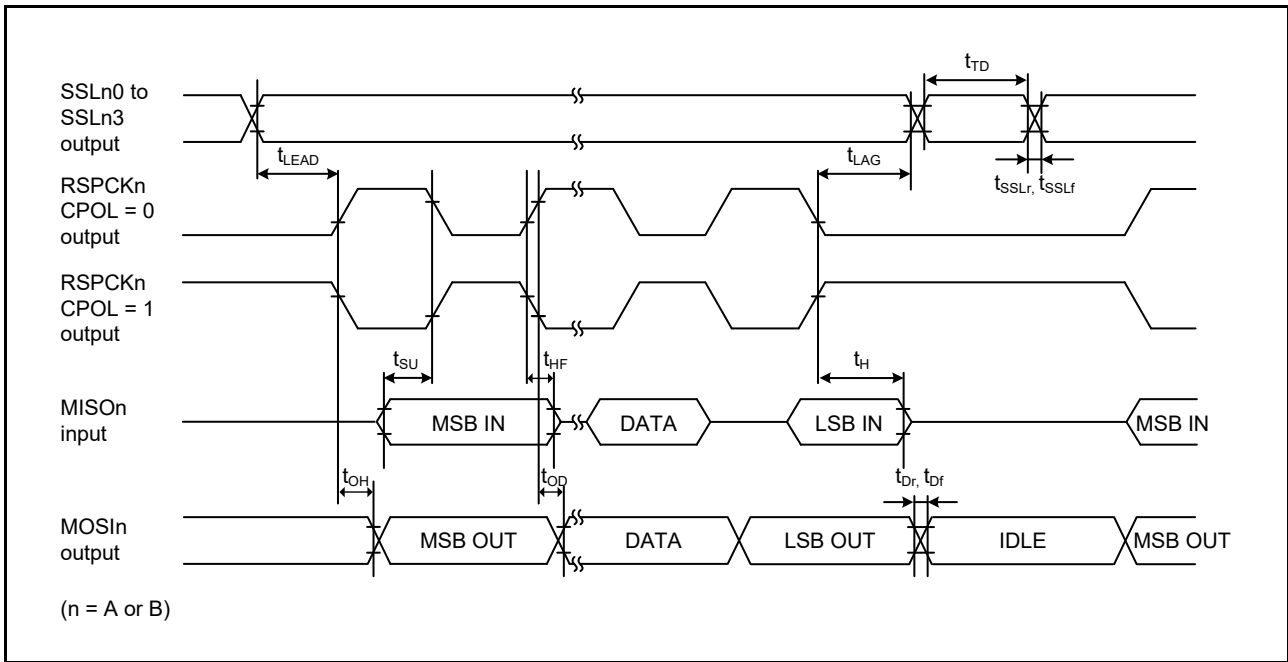 SSLn0 to
SSLn3
output
tTD
tLEAD
tLAG
tSSLr, tSSLf
RSPCKn
CPOL = 0
output
RSPCKn
CPOL = 1
output
tSU
tHF
tH
MISOn
input
MSB IN
DATA
LSB IN
MSB IN
tOH
tOD
tDr, tDf
MOSIn
output
MSB OUT
DATA
LSB OUT
IDLE
MSB OUT
(n = A or B)